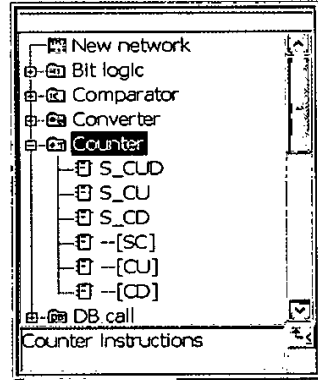 New network
Bit logic
Comparator
Converter
Counter
S_CUD
S_CU
S_CD
--[SC]
--[CU]
--[CD]
DB call
Counter Instructions